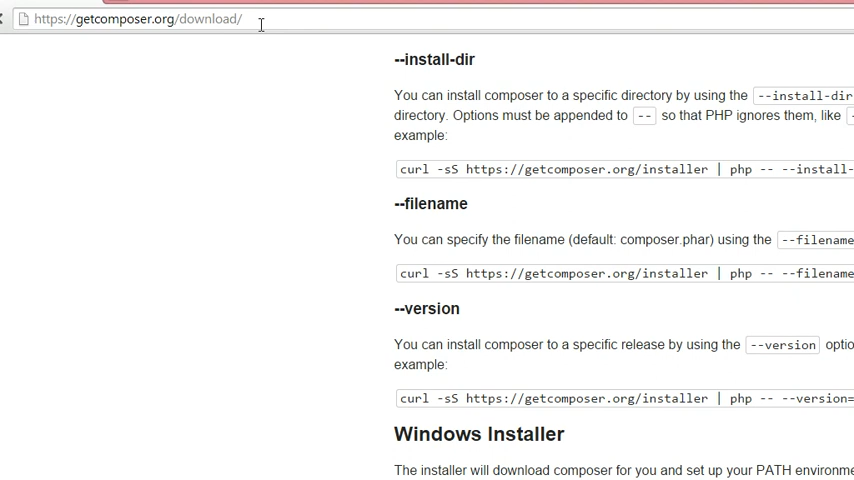 https://getcomposer.org/download/
--install-dir
You can install composer to a specific directory by using the --install-dir
directory. Options must be appended to -- so that PHP ignores them, like
example:
curl -sS https://getcomposer.org/installer | php -- --install-
--filename
You can specify the filename (default: composer.phar) using the --filename
curl -sS https://getcomposer.org/installer | php -- --filename
--version
You can install composer to a specific release by using the --version optio
example:
curl -sS https://getcomposer.org/installer | php -- --version=
Windows Installer
The installer will download composer for you and set up your PATH environme